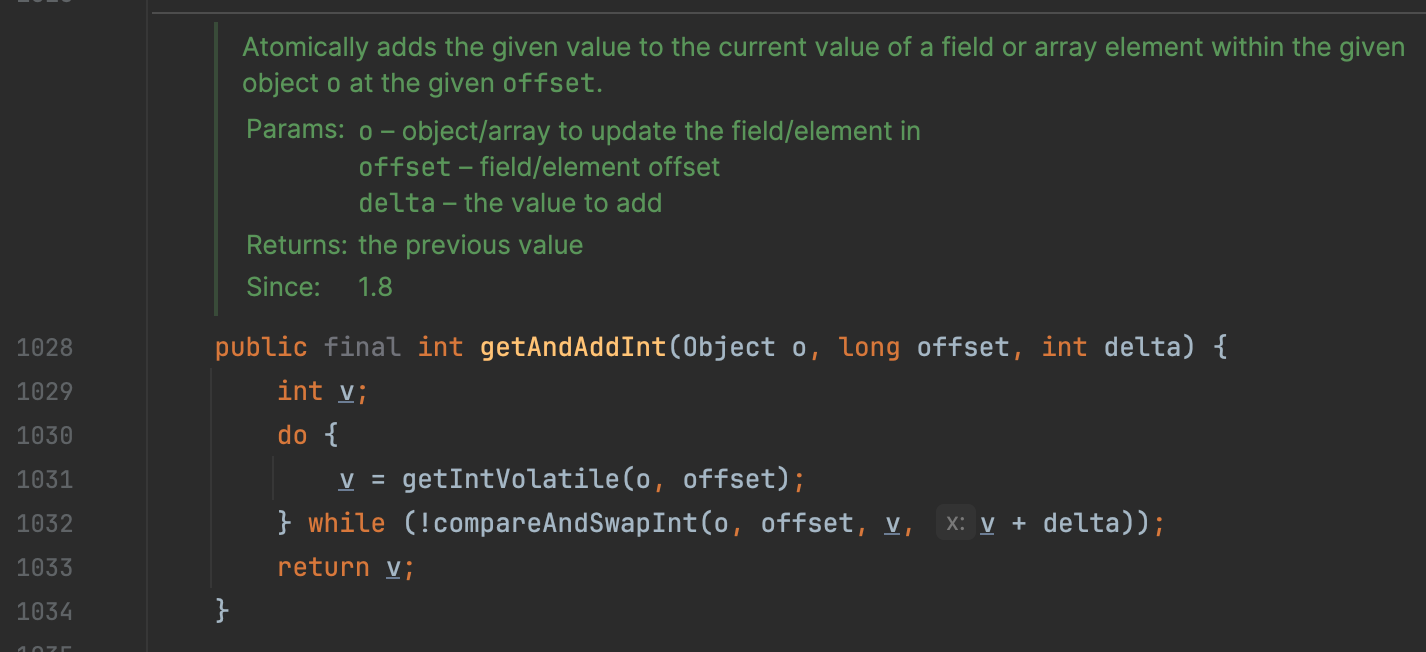 Atomically adds the given value to the current value of a field or array element within the given
object o at the given offset.
Params: o – object/array to update the field/element in
offset – field/element offset
delta – the value to add
Returns: the previous value
Since: 1.8
1028 public final int getAndAddInt(Object o, long offset, int delta) {
1029 int v;
1030 do {
1031 v = getIntVolatile(o, offset);
1032 } while (!compareAndSwapInt(o, offset, v, x: v + delta));
1033 return v;
1034 }